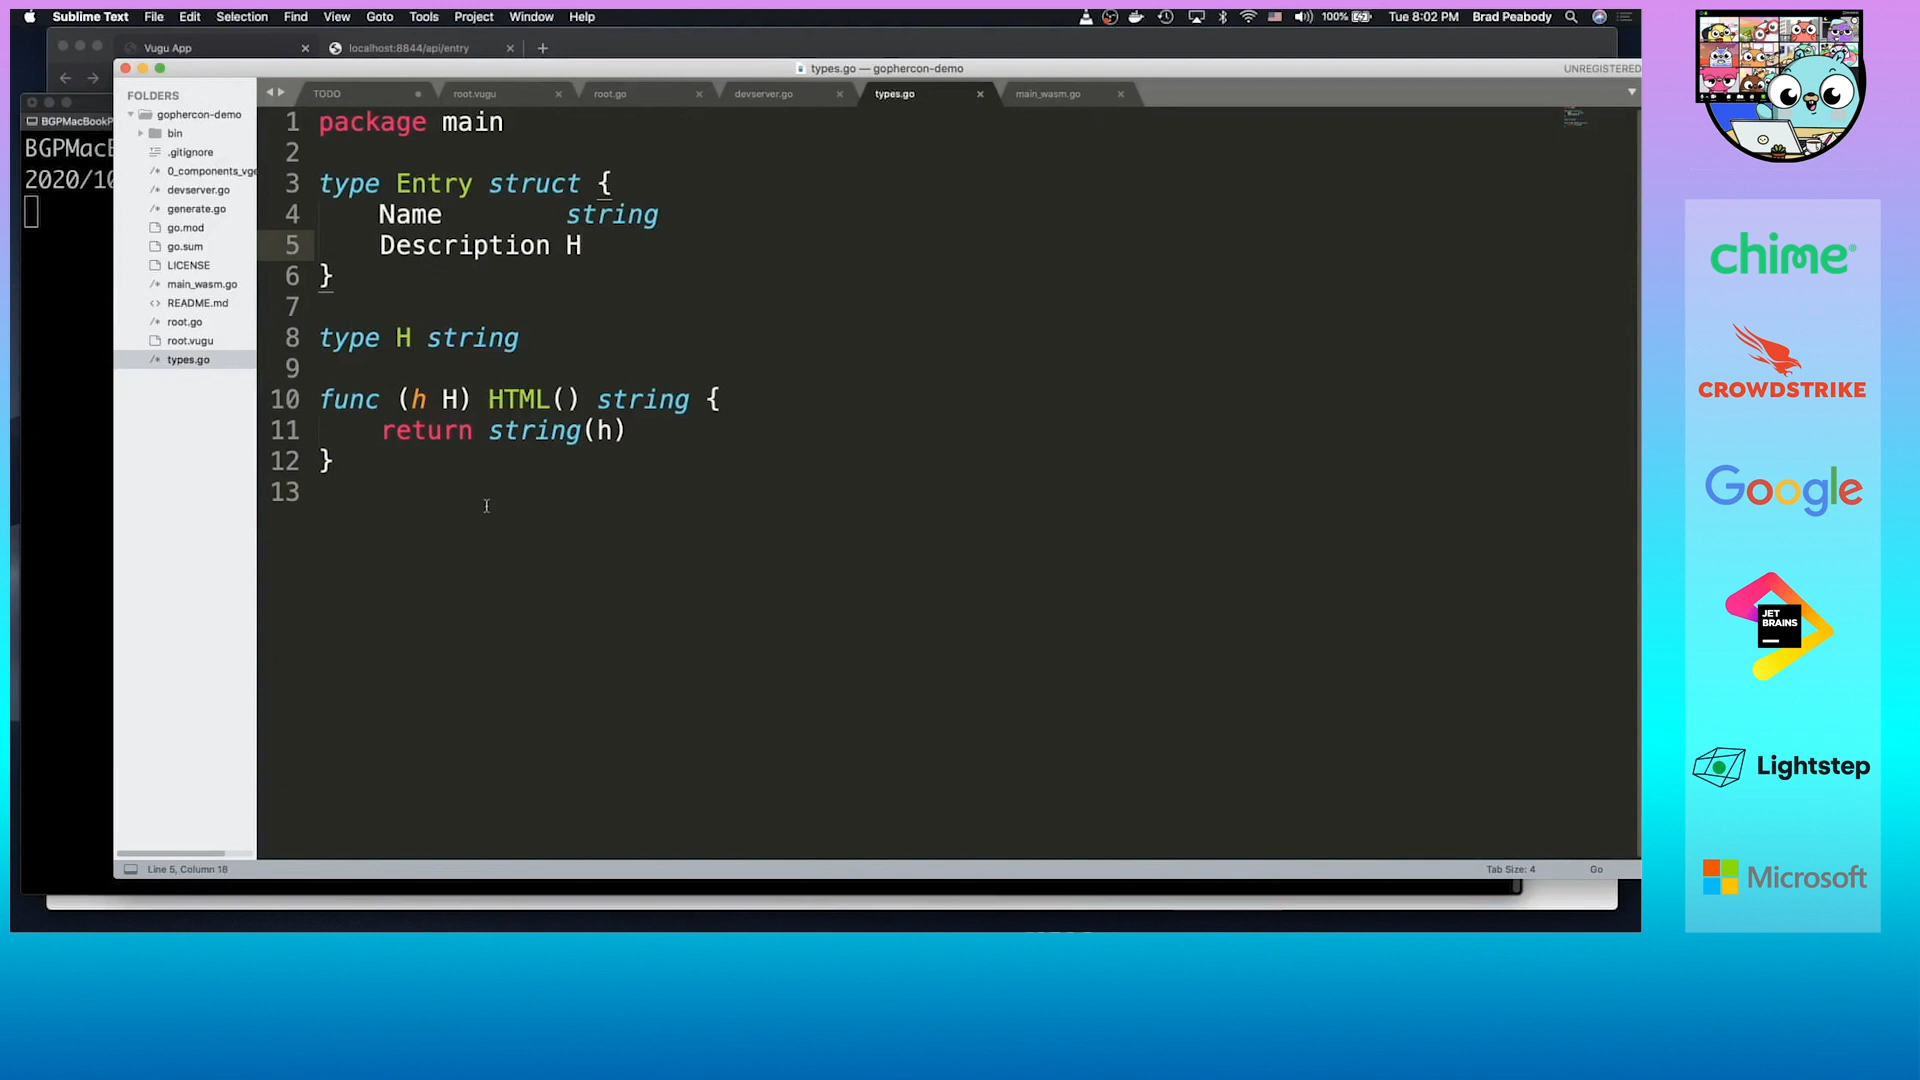 Sublime Text File Edit Selection Find View Goto Tools Project Window Help 100% Tue 8:02 PM Brad Peabody
Vugu App
localhost:8844/api/entry
types.go — gophercon-demo
UNREGISTERED
BGPMacBookP
BGPMacB
2020/10
FOLDERS
gophercon-demo
bin
.gitignore
0_components_vge
devserver.go
generate.go
go.mod
go.sum
LICENSE
main_wasm.go
README.md
root.go
root.vugu
types.go
TODO
root.vugu
root.go
devserver.go
types.go
main_wasm.go
1 package main
2
3 type Entry struct {
4 Name string
5 Description H
6 }
7
8 type H string
9
10 func (h H) HTML() string {
11 return string(h)
12 }
13
Line 5, Column 18
Tab Size: 4
Go
chime
CROWDSTRIKE
Google
JET
BRAINS
Lightstep
Microsoft